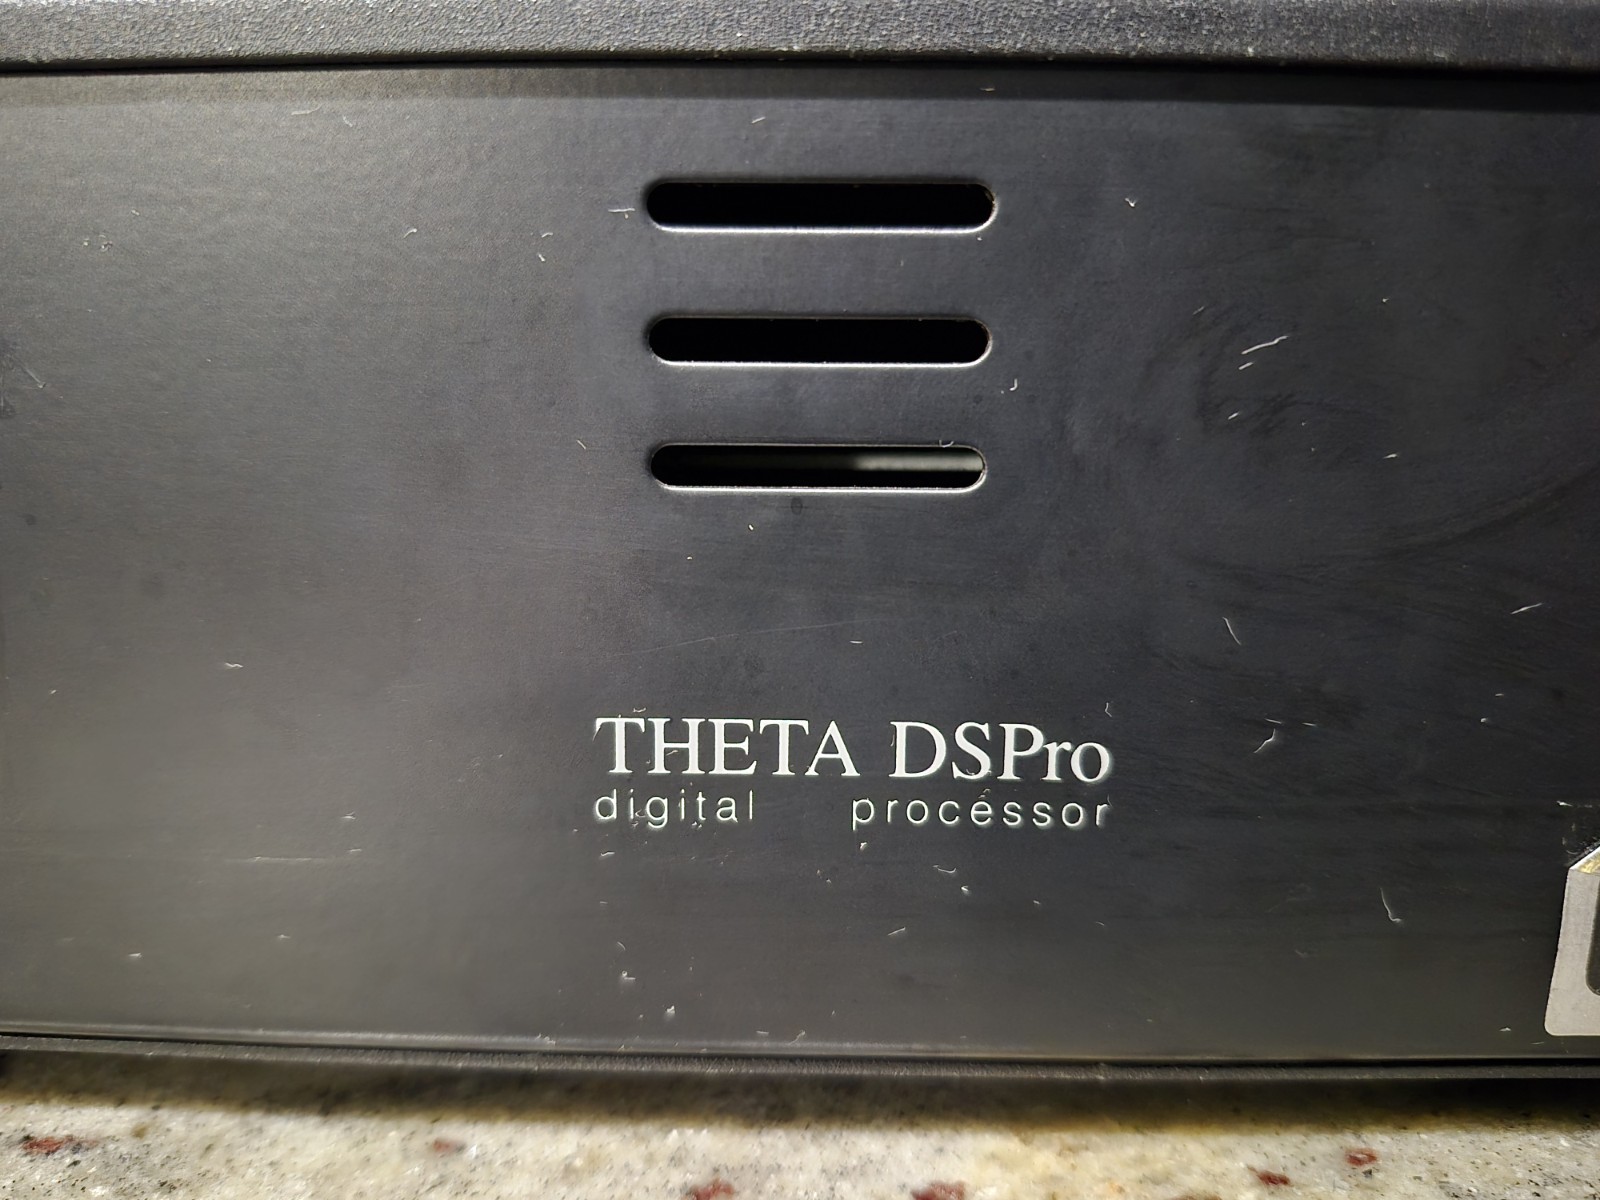 THETA DSPro
digital processor